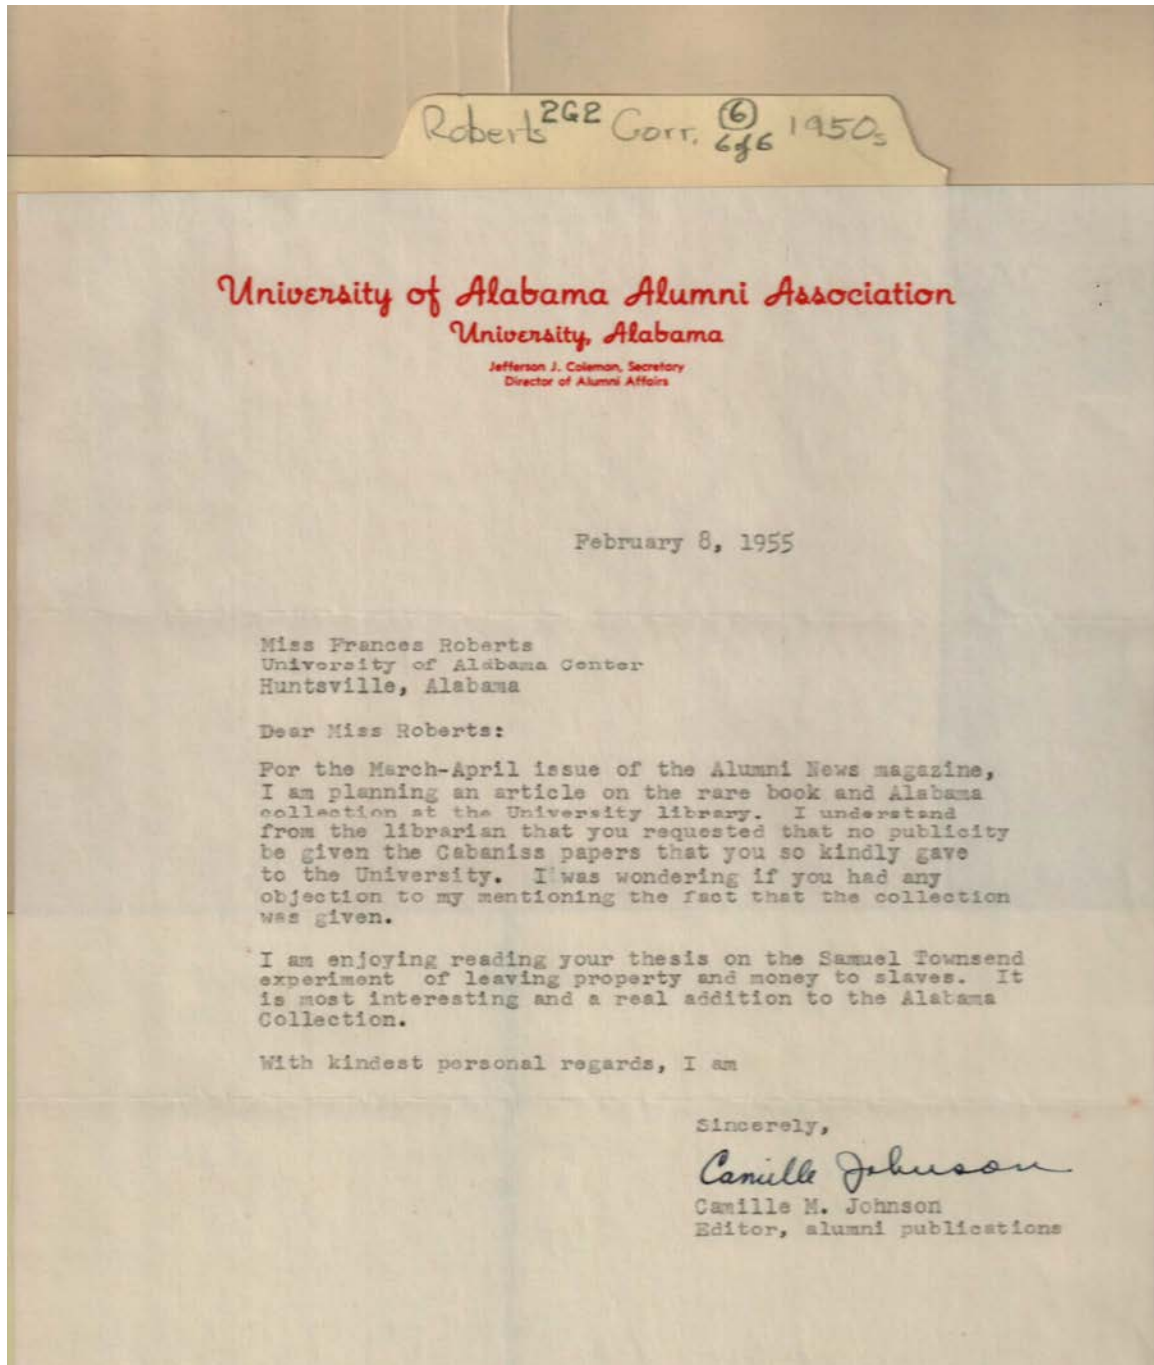 Roberts 2G2 Corr. 6 1950s
6 of 6
University of Alabama Alumni Association
University, Alabama
Jefferson J. Coleman, Secretary
Director of Alumni Affairs
February 8, 1955
Miss Frances Roberts
University of Alabama Center
Huntsville, Alabama
Dear Miss Roberts:
For the March-April issue of the Alumni News magazine,
I am planning an article on the rare book and Alabama
collection at the University library. I understand
from the librarian that you requested that no publicity
be given the Cabaniss papers that you so kindly gave
to the University. I was wondering if you had any
objection to my mentioning the fact that the collection
was given.
I am enjoying reading your thesis on the Samuel Townsend
experiment of leaving property and money to slaves. It
is most interesting and a real addition to the Alabama
Collection.
With kindest personal regards, I am
Sincerely,
Camille Johnson
Camille M. Johnson
Editor, alumni publications